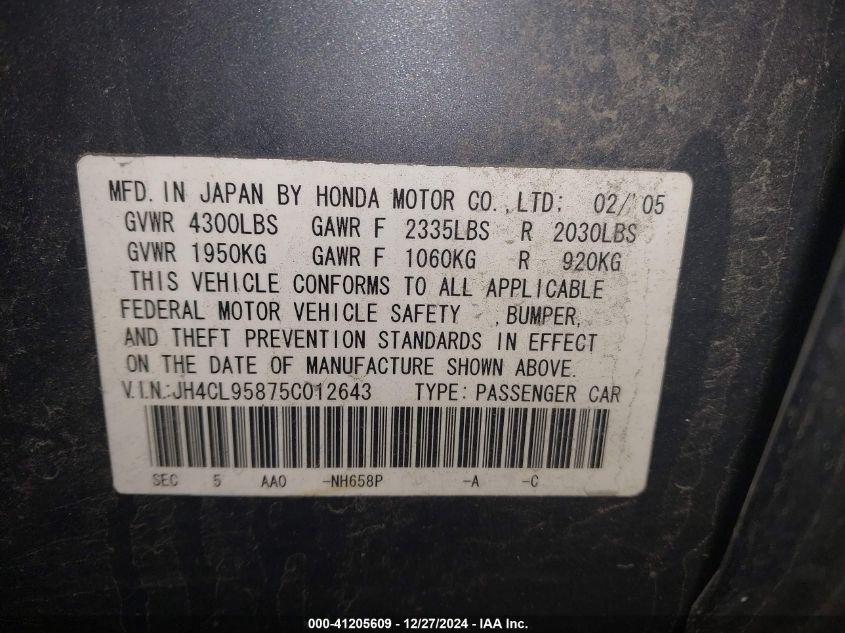 MFD. IN JAPAN BY HONDA MOTOR CO., LTD: 02/'05
GVWR 4300LBS GAWR F 2335LBS R 2030LBS
GVWR 1950KG GAWR F 1060KG R 920KG
THIS VEHICLE CONFORMS TO ALL APPLICABLE
FEDERAL MOTOR VEHICLE SAFETY , BUMPER,
AND THEFT PREVENTION STANDARDS IN EFFECT
ON THE DATE OF MANUFACTURE SHOWN ABOVE.
V.I.N.:JH4CL95875C012643 TYPE: PASSENGER CAR
SEC 5 AAO -NH658P -A -C
000-41205609 - 12/27/2024 - IAA Inc.